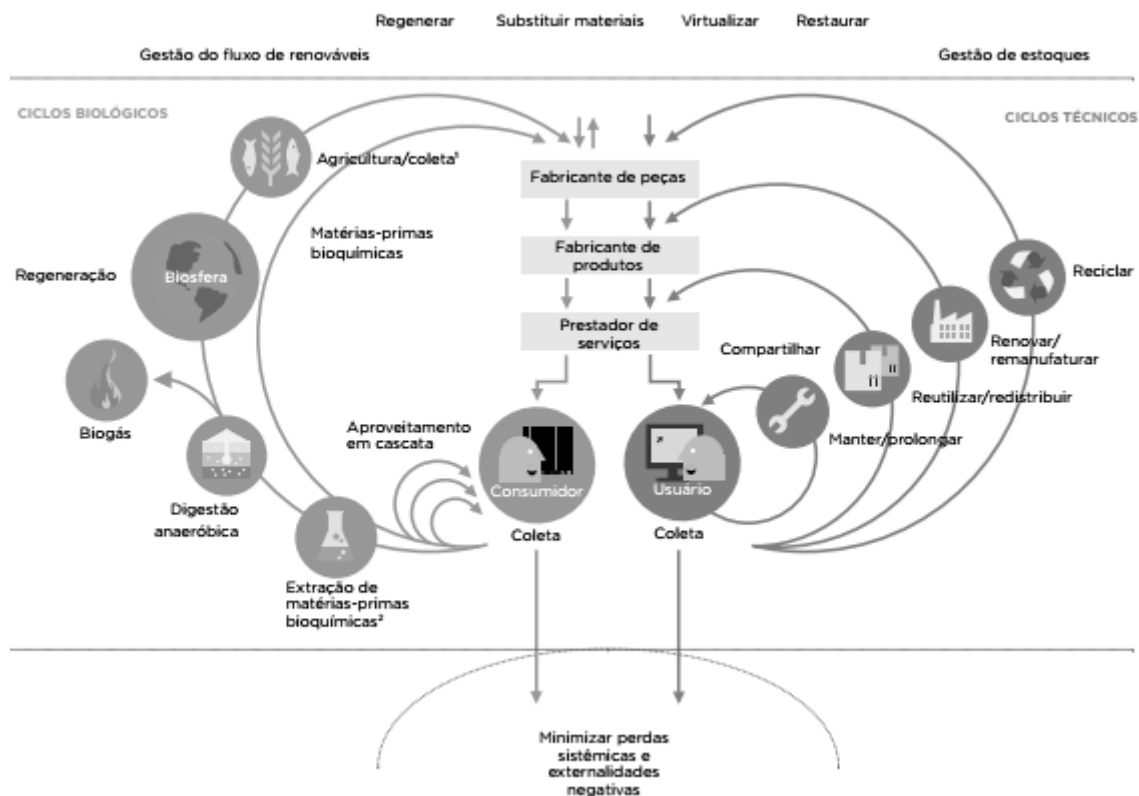 Regenerar
Substituir materiais
Virtualizar
Restaurar
Gestão do fluxo de renováveis
Gestão de estoques
CICLOS BIOLÓGICOS
CICLOS TÉCNICOS
Agricultura/coleta¹
Fabricante de peças
Matérias-primas
bioquímicas
Fabricante de
produtos
Regeneração
Biosfera
Reciclar
Prestador de
serviços
Compartilhar
Renovar/
remanufaturar
Reutilizar/redistribuir
Biogás
Aproveitamento
em cascata
Manter/prolongar
Consumidor
Usuário
Digestão
anaeróbica
Coleta
Coleta
Extração de
matérias-primas
bioquímicas²
Minimizar perdas
sistêmicas e
externalidades
negativas